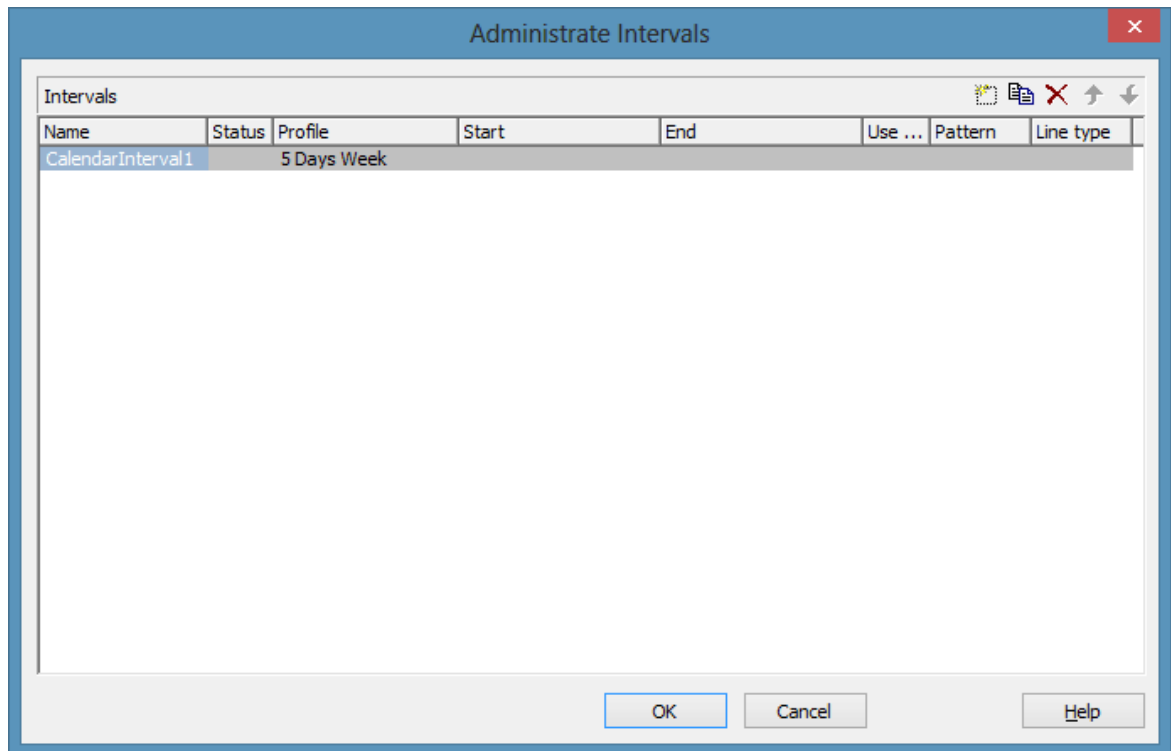 Administrate Intervals
Intervals
Name Status Profile Start End Use ... Pattern Line type
CalendarInterval1 5 Days Week
OK Cancel Help